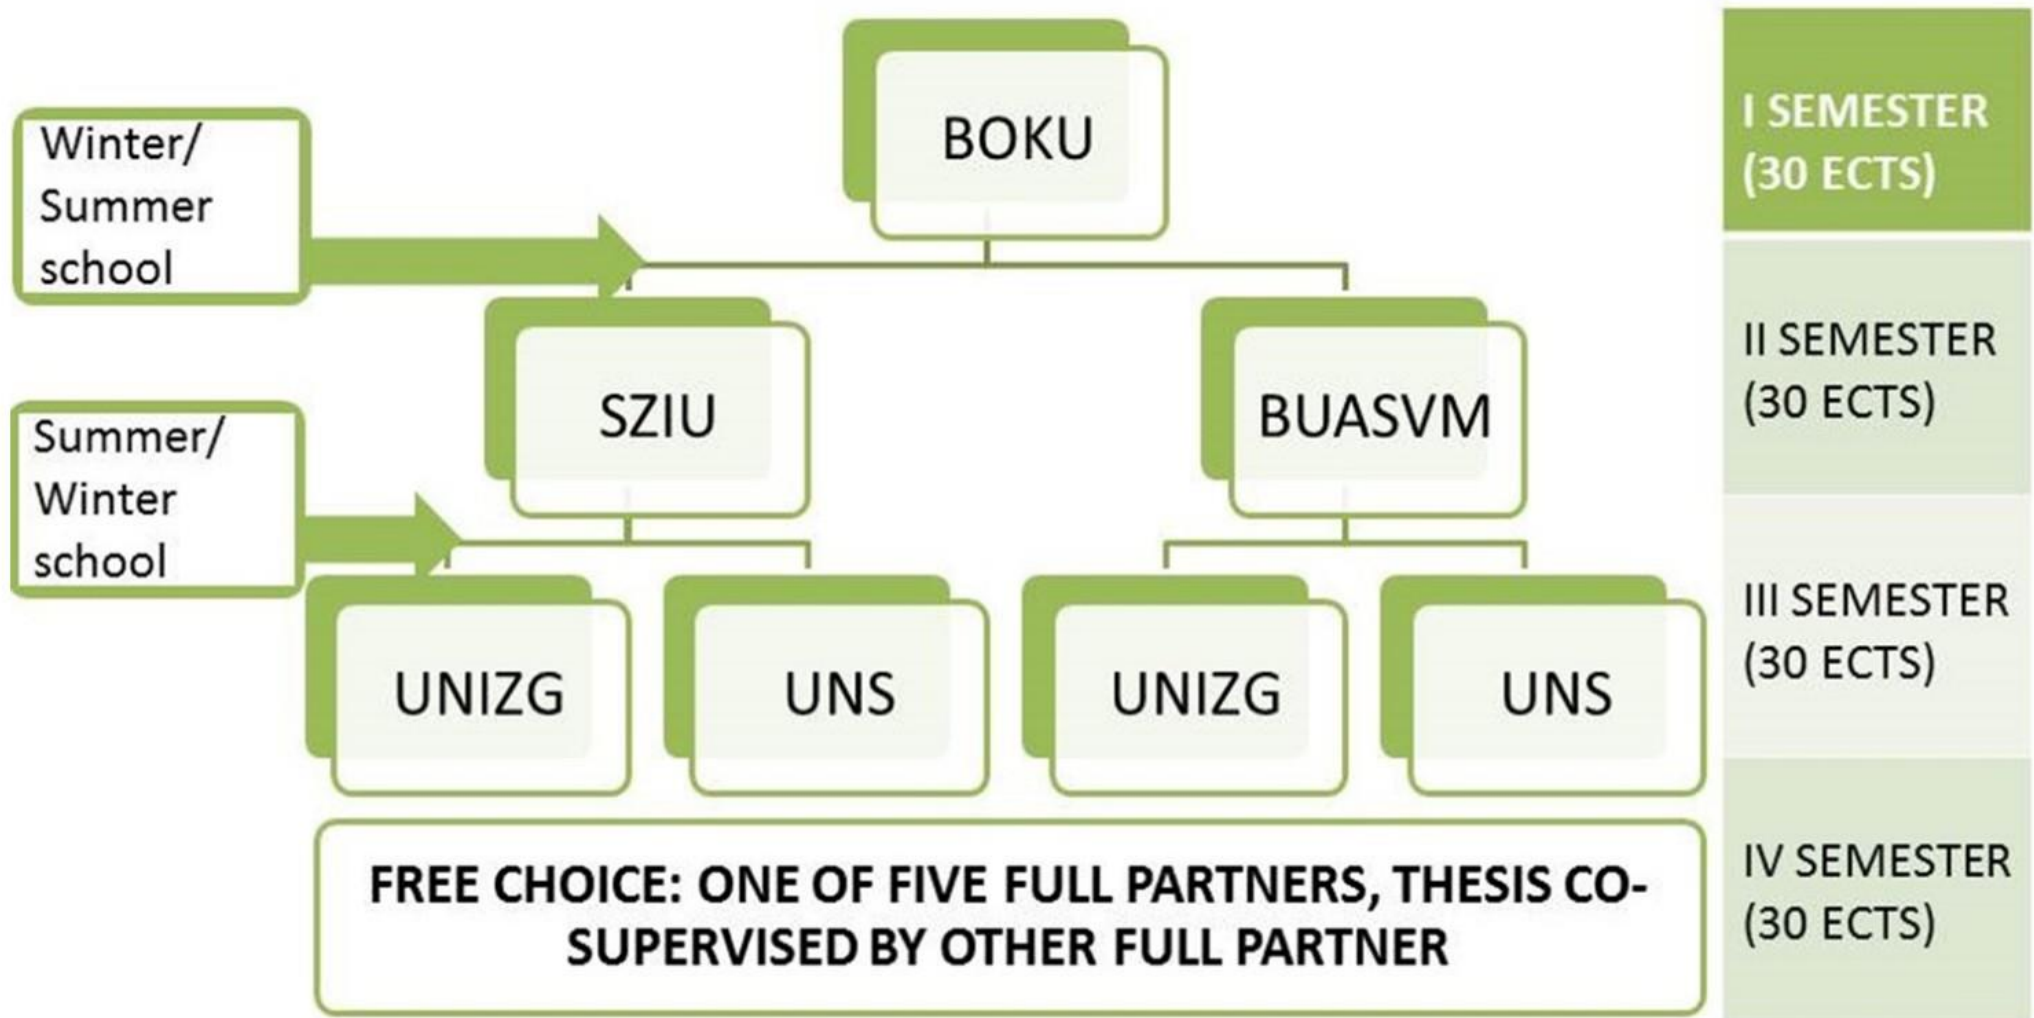 BOKU
I SEMESTER
(30 ECTS)
Winter/
Summer
school
SZIU
BUASVM
II SEMESTER
(30 ECTS)
Summer/
Winter
school
UNIZG
UNS
UNIZG
UNS
III SEMESTER
(30 ECTS)
FREE CHOICE: ONE OF FIVE FULL PARTNERS, THESIS CO-
SUPERVISED BY OTHER FULL PARTNER
IV SEMESTER
(30 ECTS)